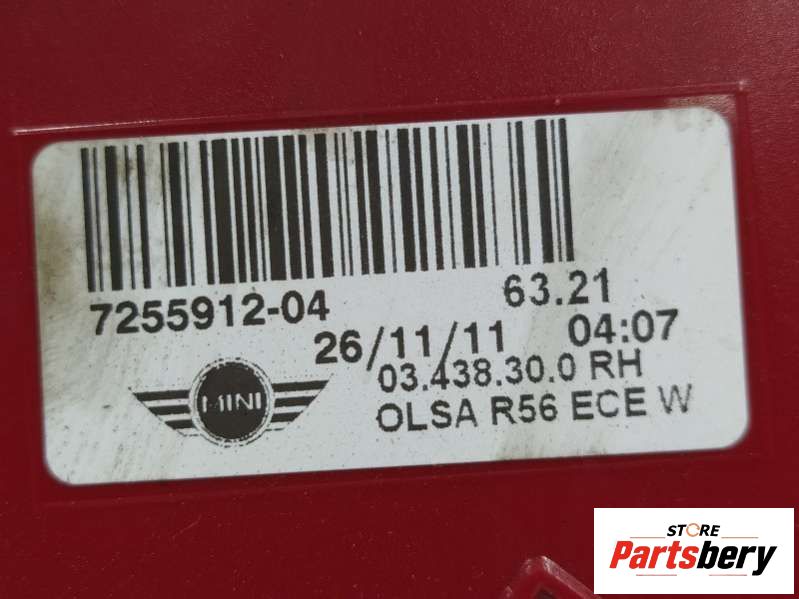 7255912-04 63.21
26/11/11 04:07
03.438.30.0 RH
MINI
OLSA R56 ECE W
STORE
Partsbery